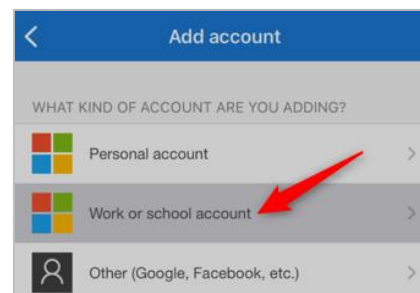 Add account
WHAT KIND OF ACCOUNT ARE YOU ADDING?
Personal account
Work or school account
Other (Google, Facebook, etc.)